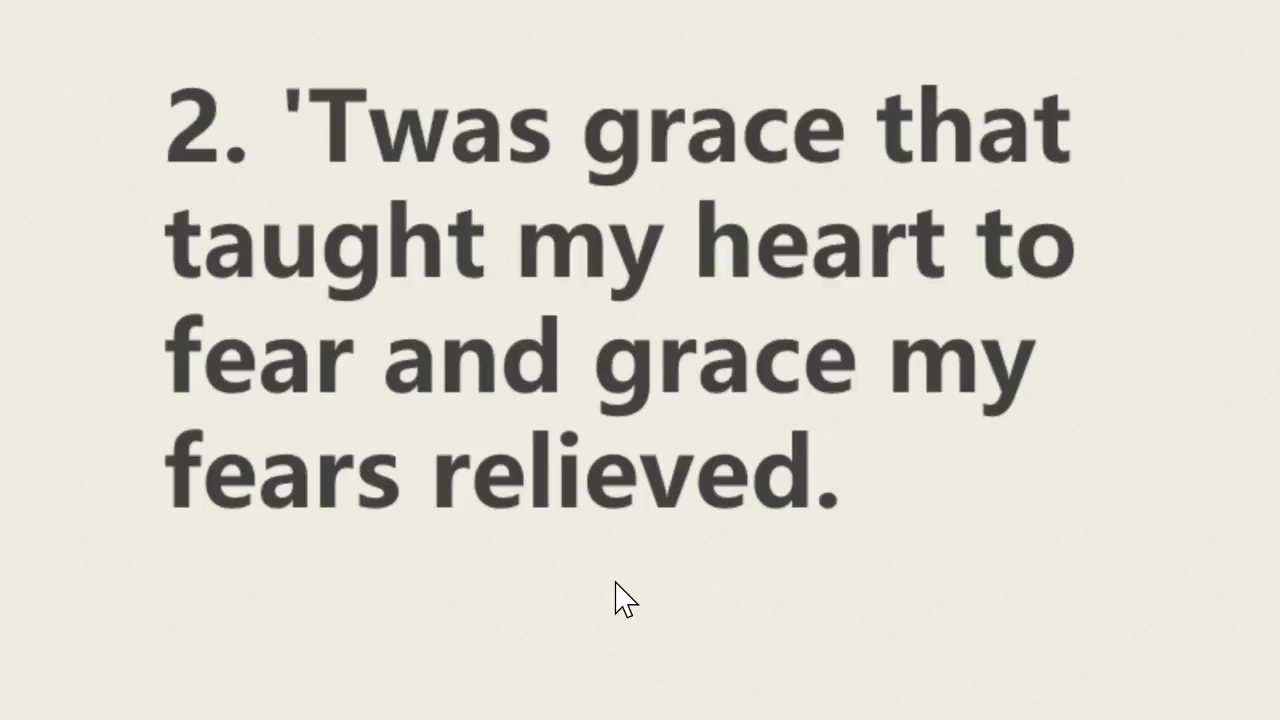 2. 'Twas grace that
taught my heart to
fear and grace my
fears relieved.